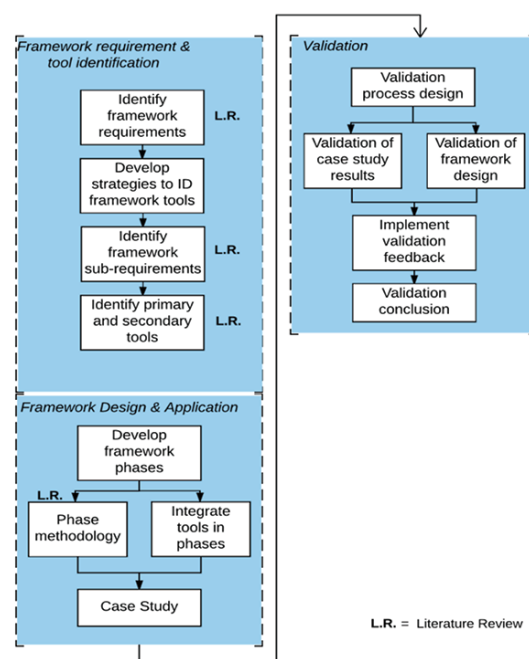 Framework requirement &
tool identification
Identify
framework
requirements
L.R.
Develop
strategies to ID
framework tools
Identify
framework
sub-requirements
L.R.
Identify primary
and secondary
tools
L.R.
Framework Design & Application
Develop
framework
phases
L.R.
Phase
methodology
Integrate
tools in
phases
Case Study
Validation
Validation
process design
Validation of
case study
results
Validation of
framework
design
Implement
validation
feedback
Validation
conclusion
L.R. = Literature Review